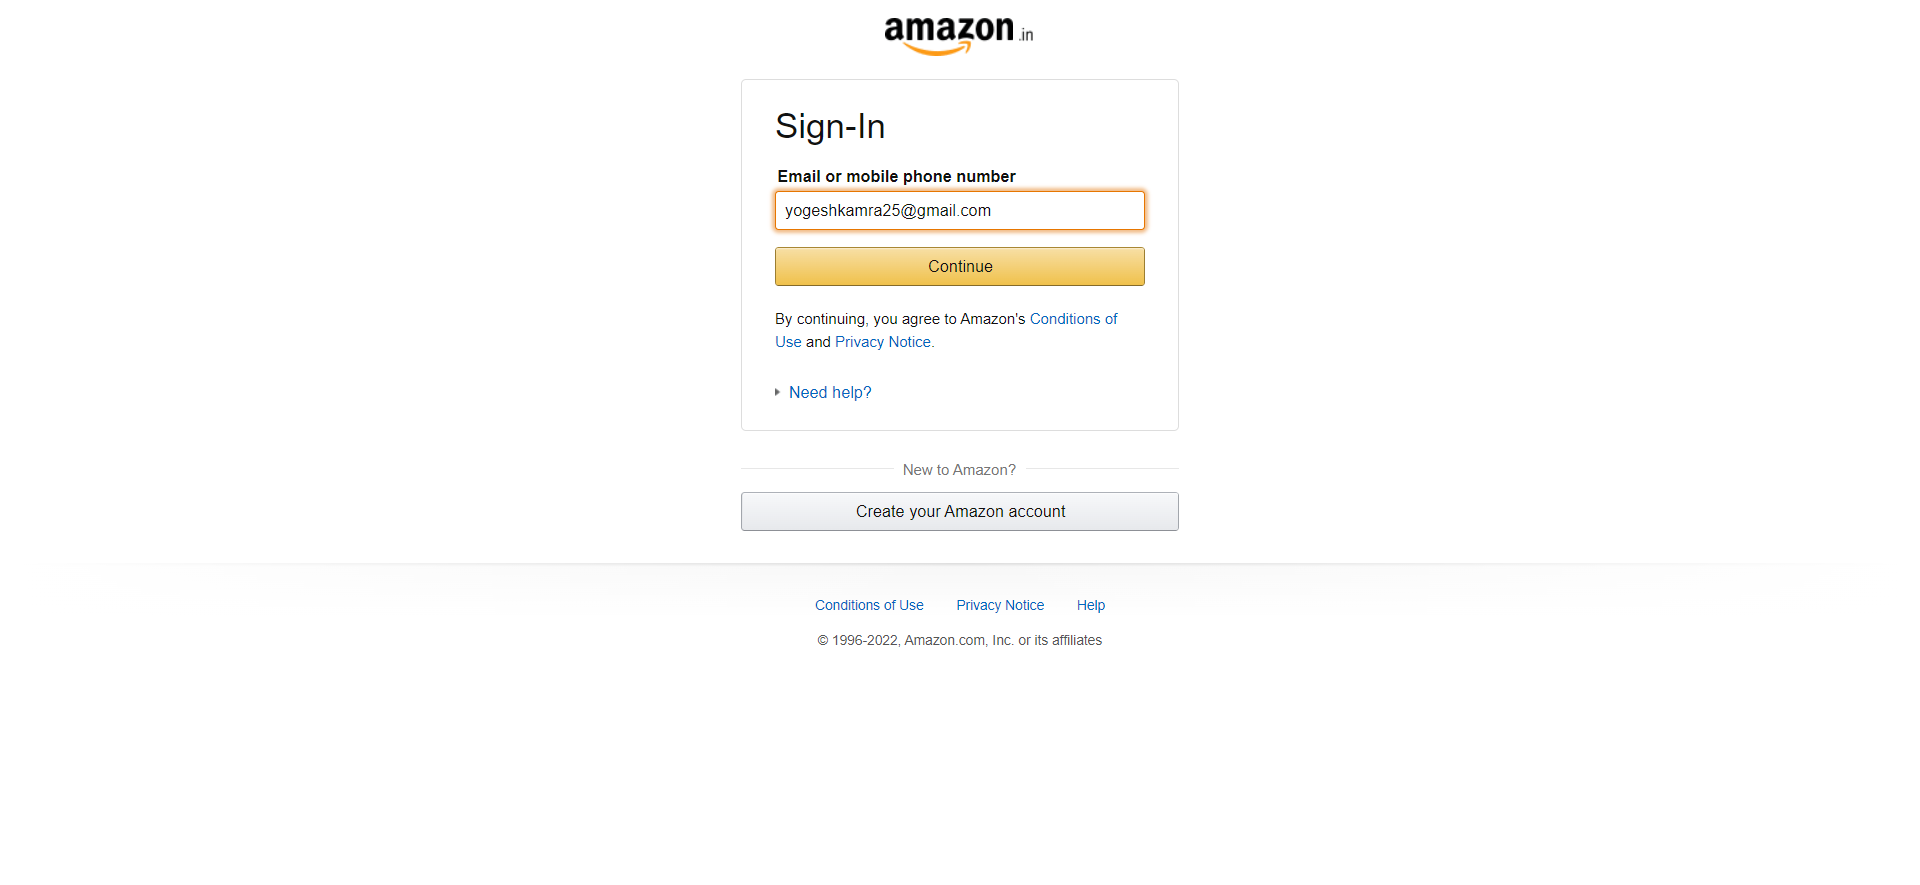 amazon.in
Sign-In
Email or mobile phone number
yogeshkamra25@gmail.com
Continue
By continuing, you agree to Amazon's Conditions of
Use and Privacy Notice.
Need help?
New to Amazon?
Create your Amazon account
Conditions of Use Privacy Notice Help
© 1996-2022, Amazon.com, Inc. or its affiliates